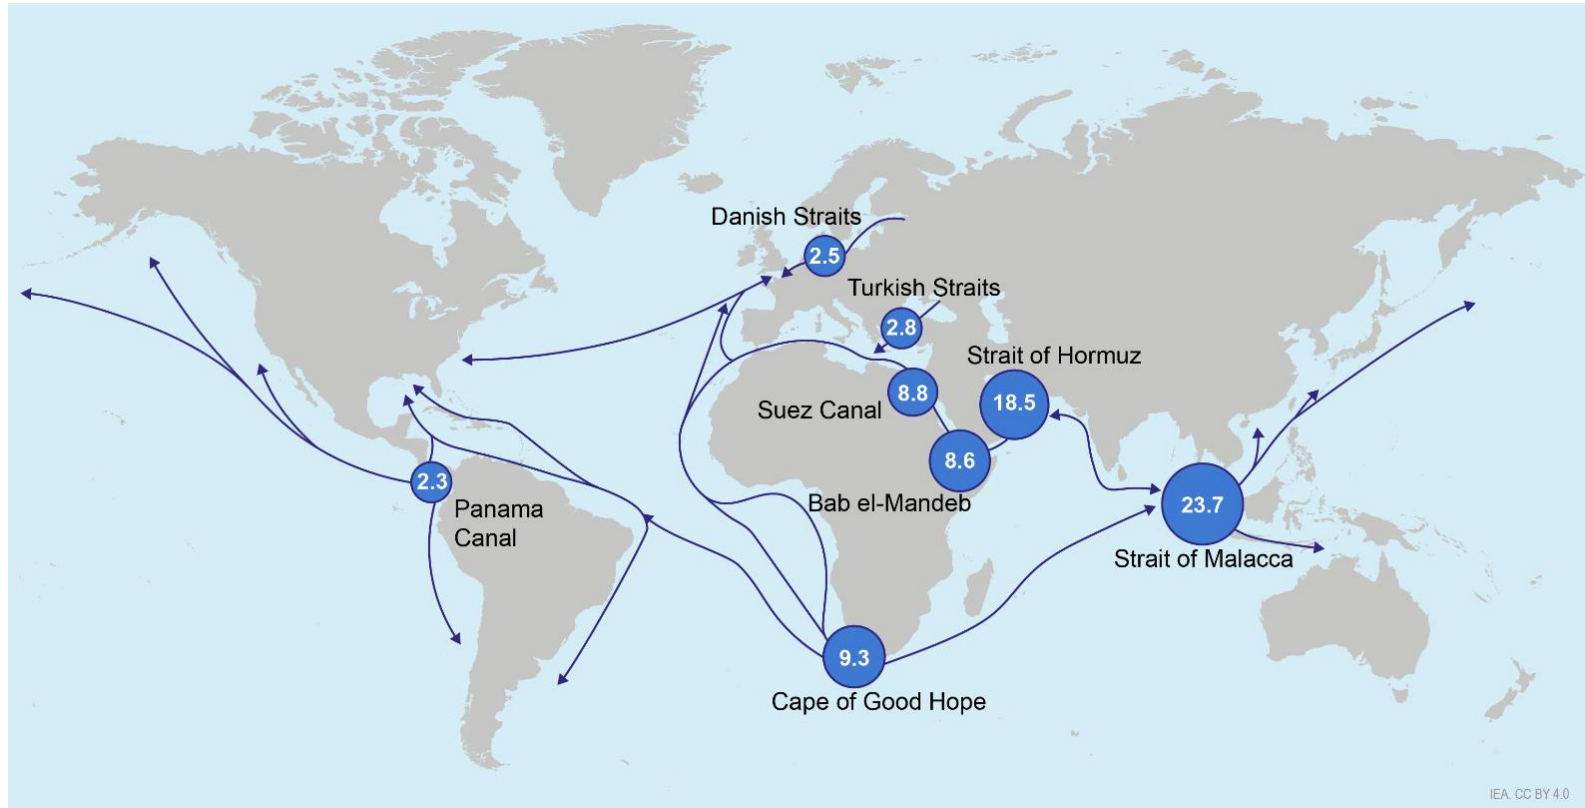 Danish Straits
2.5
Turkish Straits
2.8
Strait of Hormuz
18.5
Suez Canal
8.8
8.6
Bab el-Mandeb
2.3
Panama
Canal
23.7
Strait of Malacca
9.3
Cape of Good Hope
IEA. CC BY 4.0